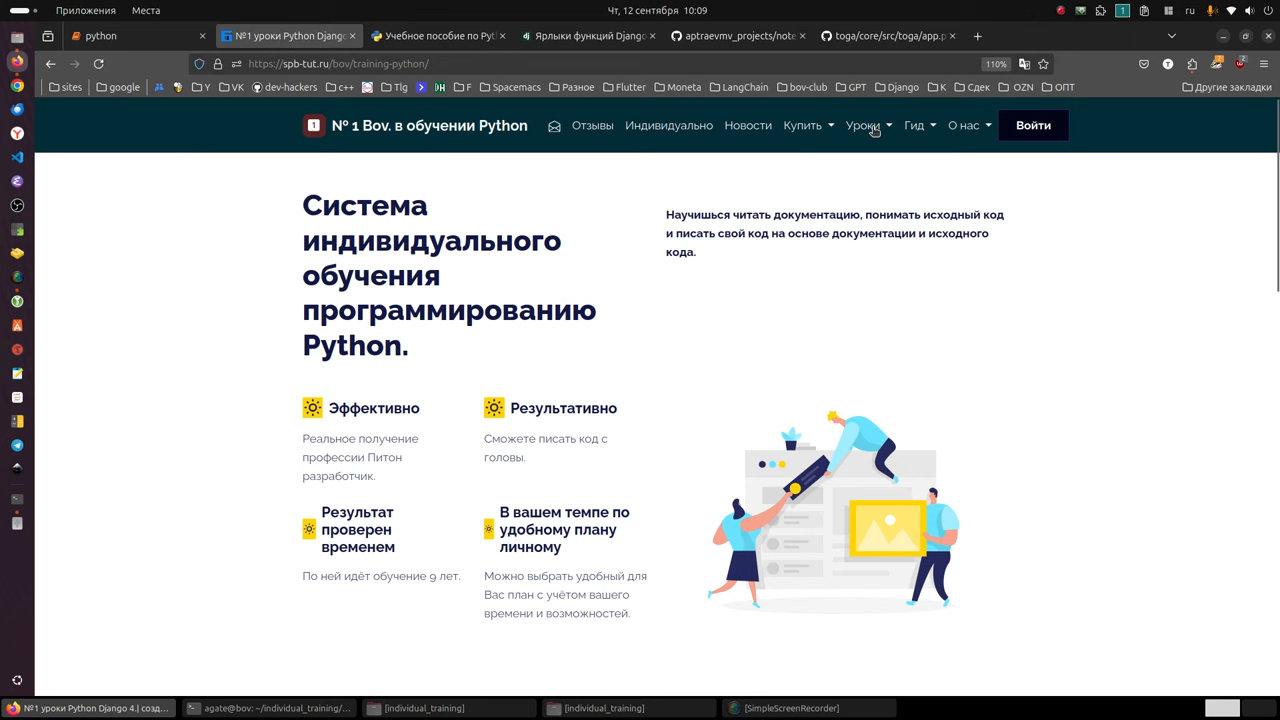 Приложения Места Чт, 12 сентября 10:09 1 ru
python №1 уроки Python Django Учебное пособие по Py Ярлыки функций Django aptraevmv_projects/note toga/core/src/toga/app.p
https://spb-tut.ru/bov/training-python/ 110%
sites google Y VK dev-hackers c++ Tlg F Spacemacs Разное Flutter Moneta LangChain bov-club GPT Django K Сдек OZN ОПТ Другие закладки
1 № 1 Bov. в обучении Python Отзывы Индивидуально Новости Купить Уроки Гид О нас Войти
Система
индивидуального
обучения
программированию
Python.
Научишься читать документацию, понимать исходный код
и писать свой код на основе документации и исходного
кода.
Эффективно
Реальное получение
профессии Питон
разработчик.
Результативно
Сможете писать код с
головы.
Результат
проверен
временем
По ней идёт обучение 9 лет.
В вашем темпе по
удобному плану
личному
Можно выбрать удобный для
Вас план с учётом вашего
времени и возможностей.
№1 уроки Python Django 4.| созд... agate@bov: ~/individual_training/... [individual_training] [individual_training] [SimpleScreenRecorder]